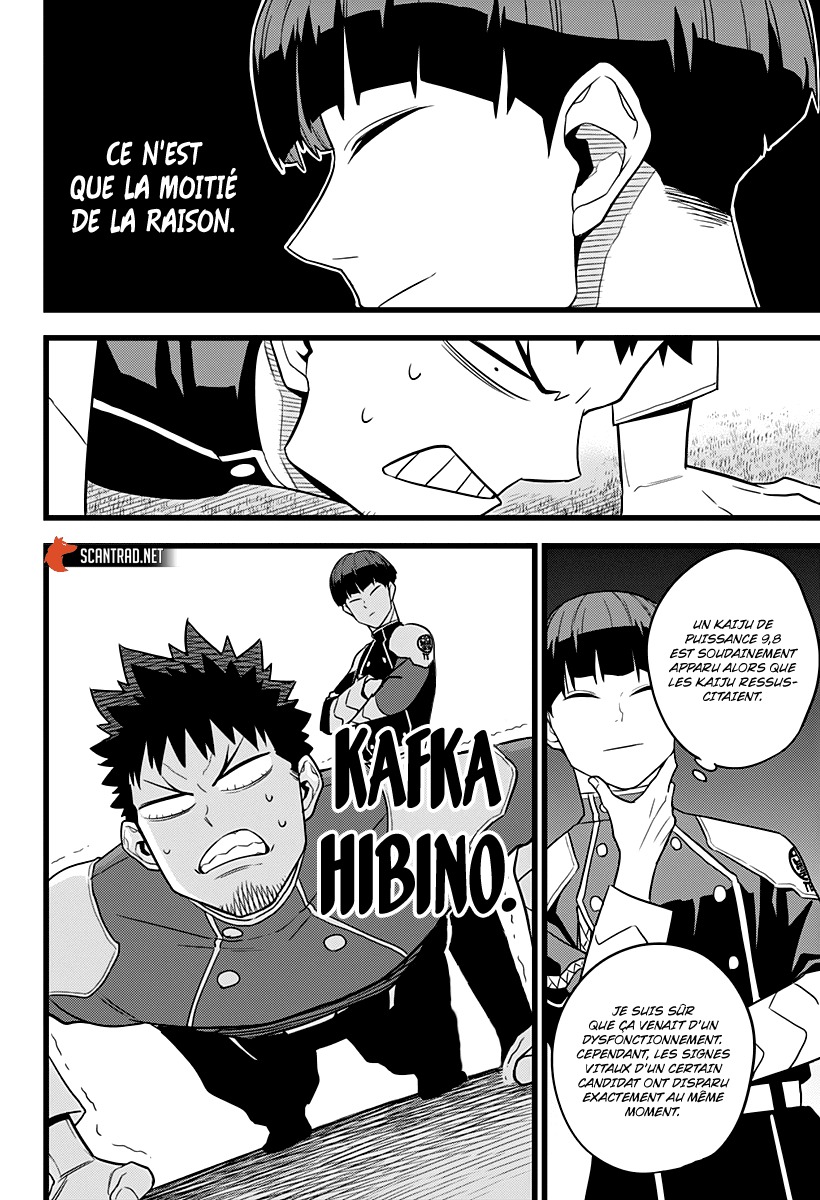 CE N'EST
QUE LA MOITIÉ
DE LA RAISON.
SCANTRAD.NET
UN KAIJU DE
PUISSANCE 9,8
EST SOUDAINEMENT
APPARU ALORS QUE
LES KAIJU RESSUS-
CITAIENT.
KAFKA
HIBINO.
JE SUIS SÛR
QUE ÇA VENAIT D'UN
DYSFONCTIONNEMENT.
CEPENDANT, LES SIGNES
VITAUX D'UN CERTAIN
CANDIDAT ONT DISPARU
EXACTEMENT AU MÊME
MOMENT.